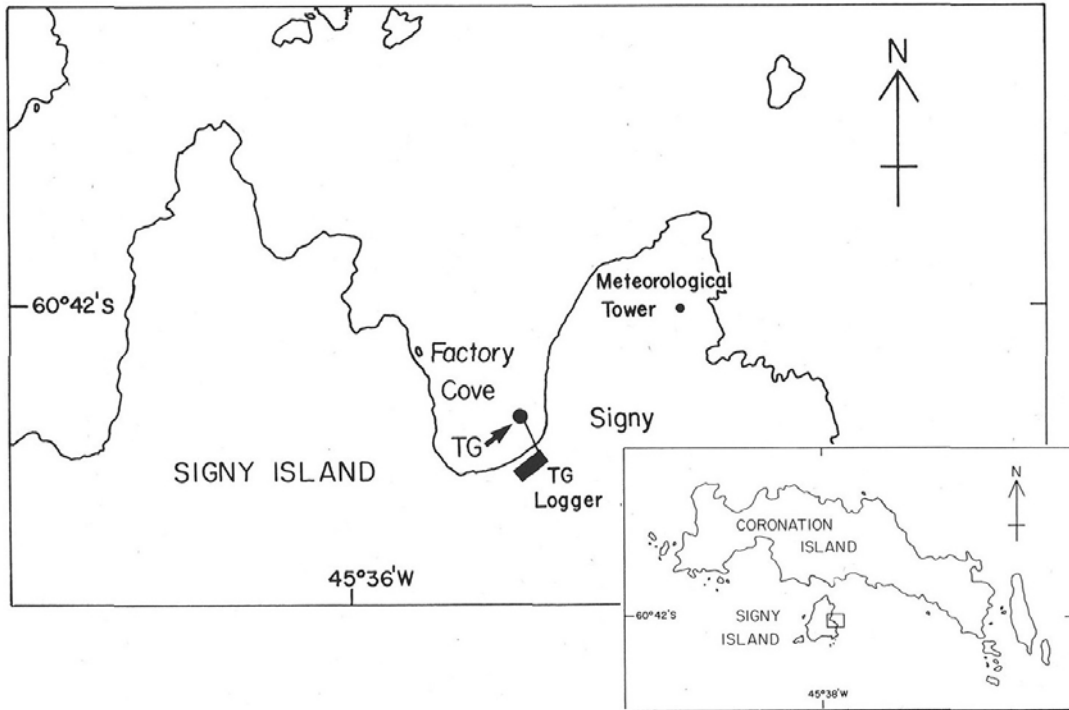 N
Meteorological
Tower
60°42'S
Factory
Cove
Signy
TG
TG
Logger
SIGNY ISLAND
45°36'W
N
CORONATION
ISLAND
60°42'S
SIGNY
ISLAND
45°38'W